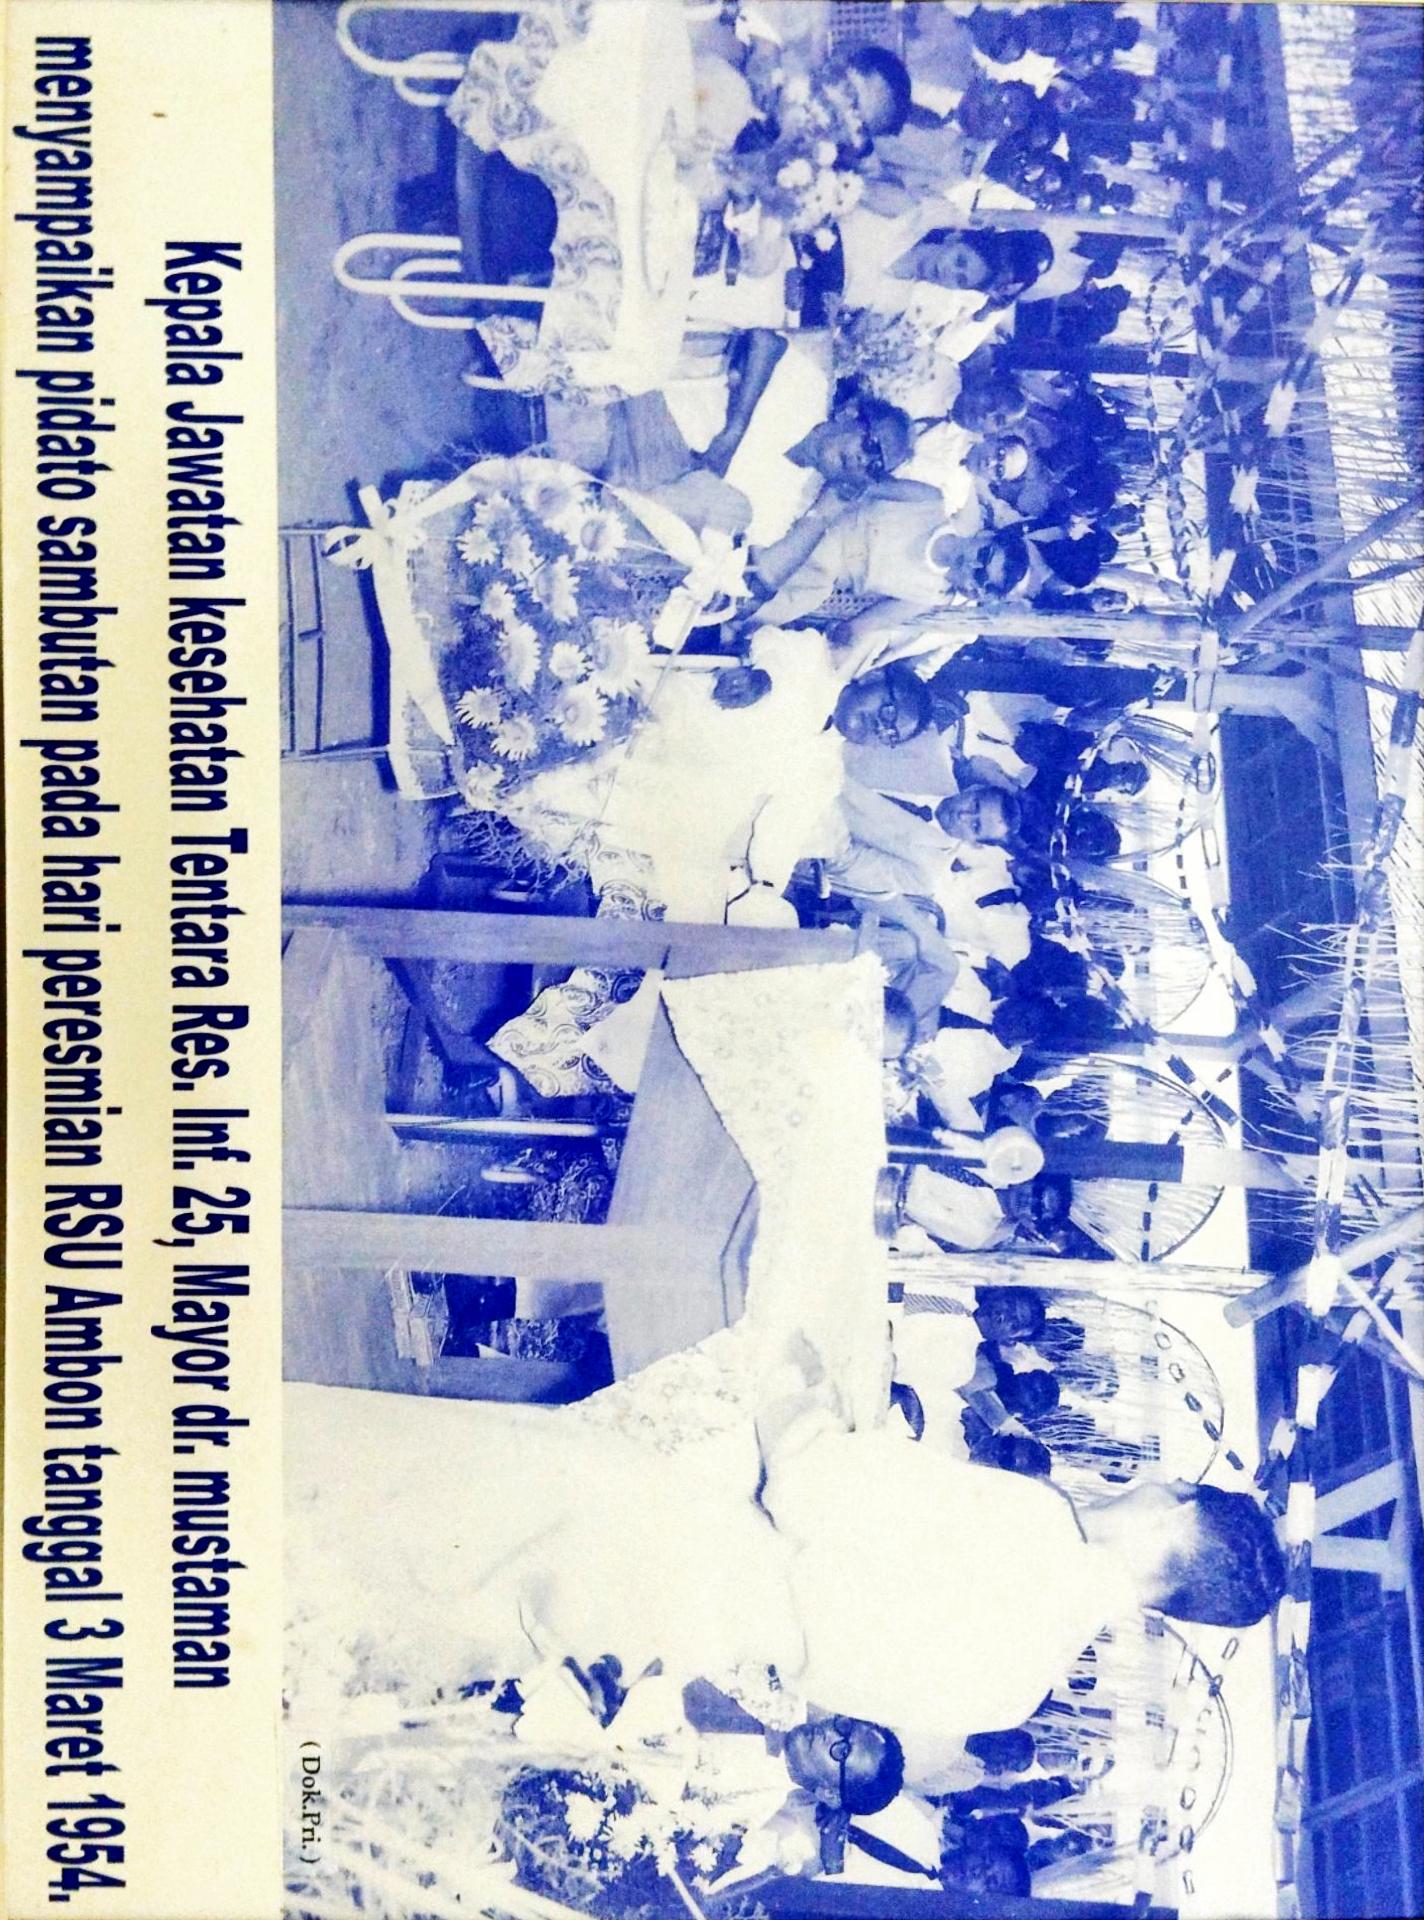 ( Dok.Pri. )
Kepala Jawatan kesehatan Tentara Res. Inf. 25, Mayor dr. mustaman
menyampaikan pidato sambutan pada hari peresmian RSU Ambon tanggal 3 Maret 1954.